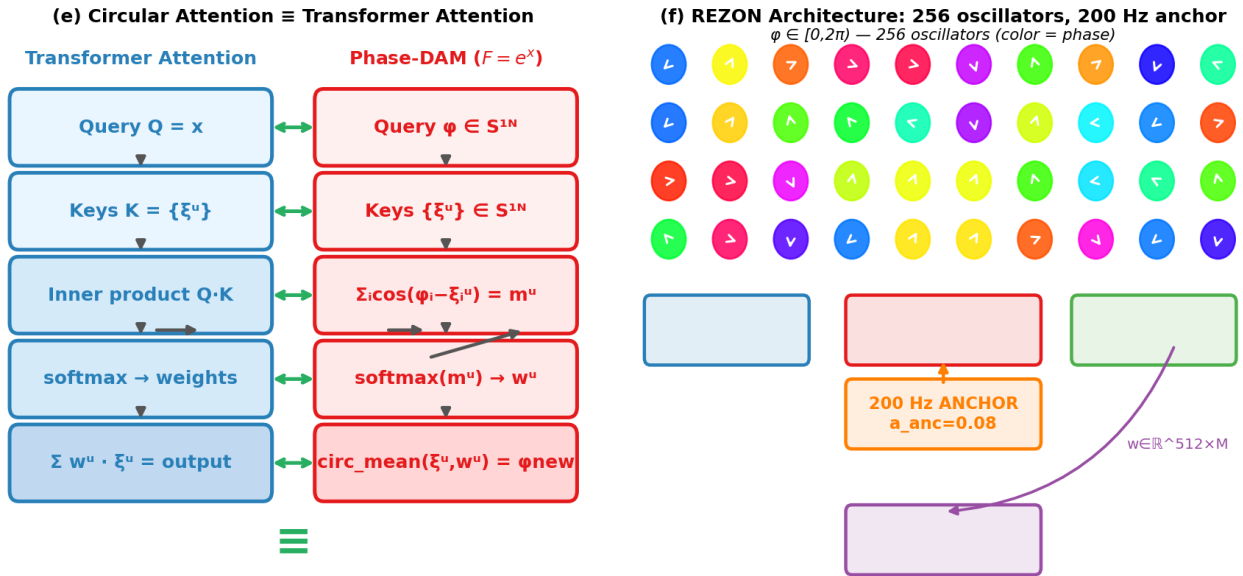 (e) Circular Attention ≡ Transformer Attention
Transformer Attention
Phase-DAM (F = eˣ)
Query Q = x
Query φ ∈ S¹ᴺ
Keys K = {ξᵘ}
Keys {ξᵘ} ∈ S¹ᴺ
Inner product Q·K
Σᵢcos(φᵢ−ξᵢᵘ) = mᵘ
softmax → weights
softmax(mᵘ) → wᵘ
Σ wᵘ · ξᵘ = output
circ_mean(ξᵘ,wᵘ) = φnew
≡
(f) REZON Architecture: 256 oscillators, 200 Hz anchor
φ ∈ [0,2π) — 256 oscillators (color = phase)
200 Hz ANCHOR
a_anc=0.08
w∈ℝ^512×M